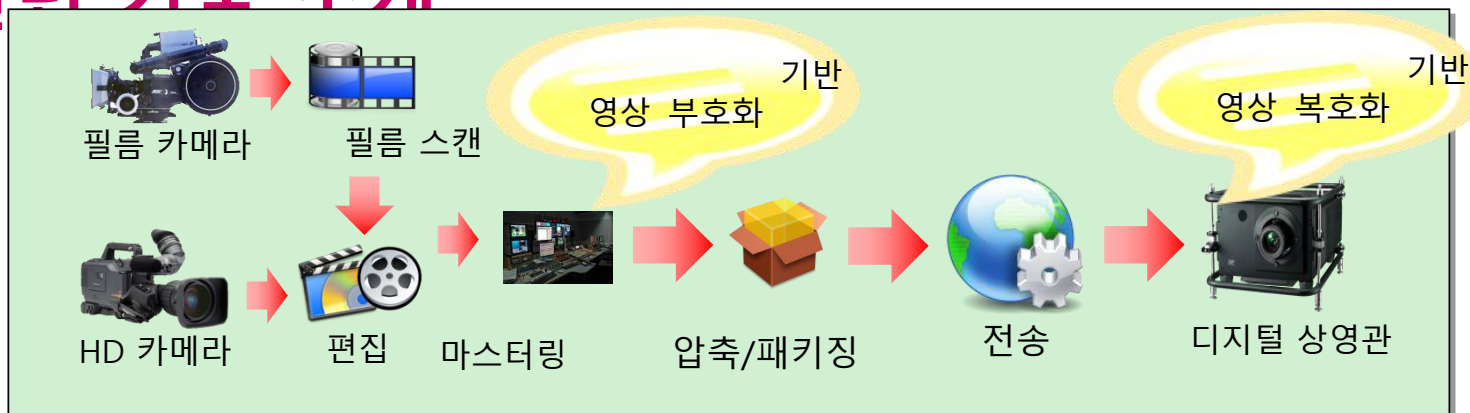 기반
영상 부호화
기반
영상 복호화
필름 카메라
필름 스캔
HD 카메라
편집
마스터링
압축/패키징
전송
디지털 상영관